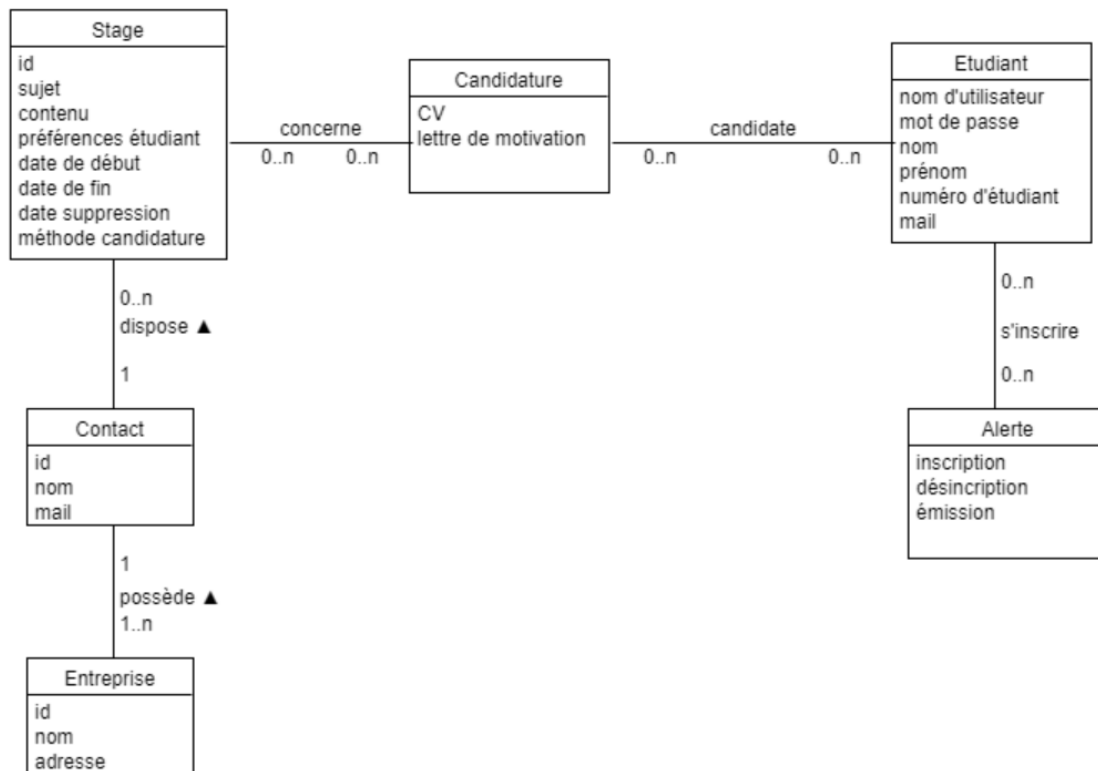 Stage
id
sujet
contenu
préférences étudiant
date de début
date de fin
date suppression
méthode candidature
concerne
0..n
0..n
Candidature
CV
lettre de motivation
candidate
0..n
0..n
Etudiant
nom d'utilisateur
mot de passe
nom
prénom
numéro d'étudiant
mail
0..n
dispose ▲
1
0..n
s'inscrire
0..n
Contact
id
nom
mail
Alerte
inscription
désincription
émission
1
possède ▲
1..n
Entreprise
id
nom
adresse